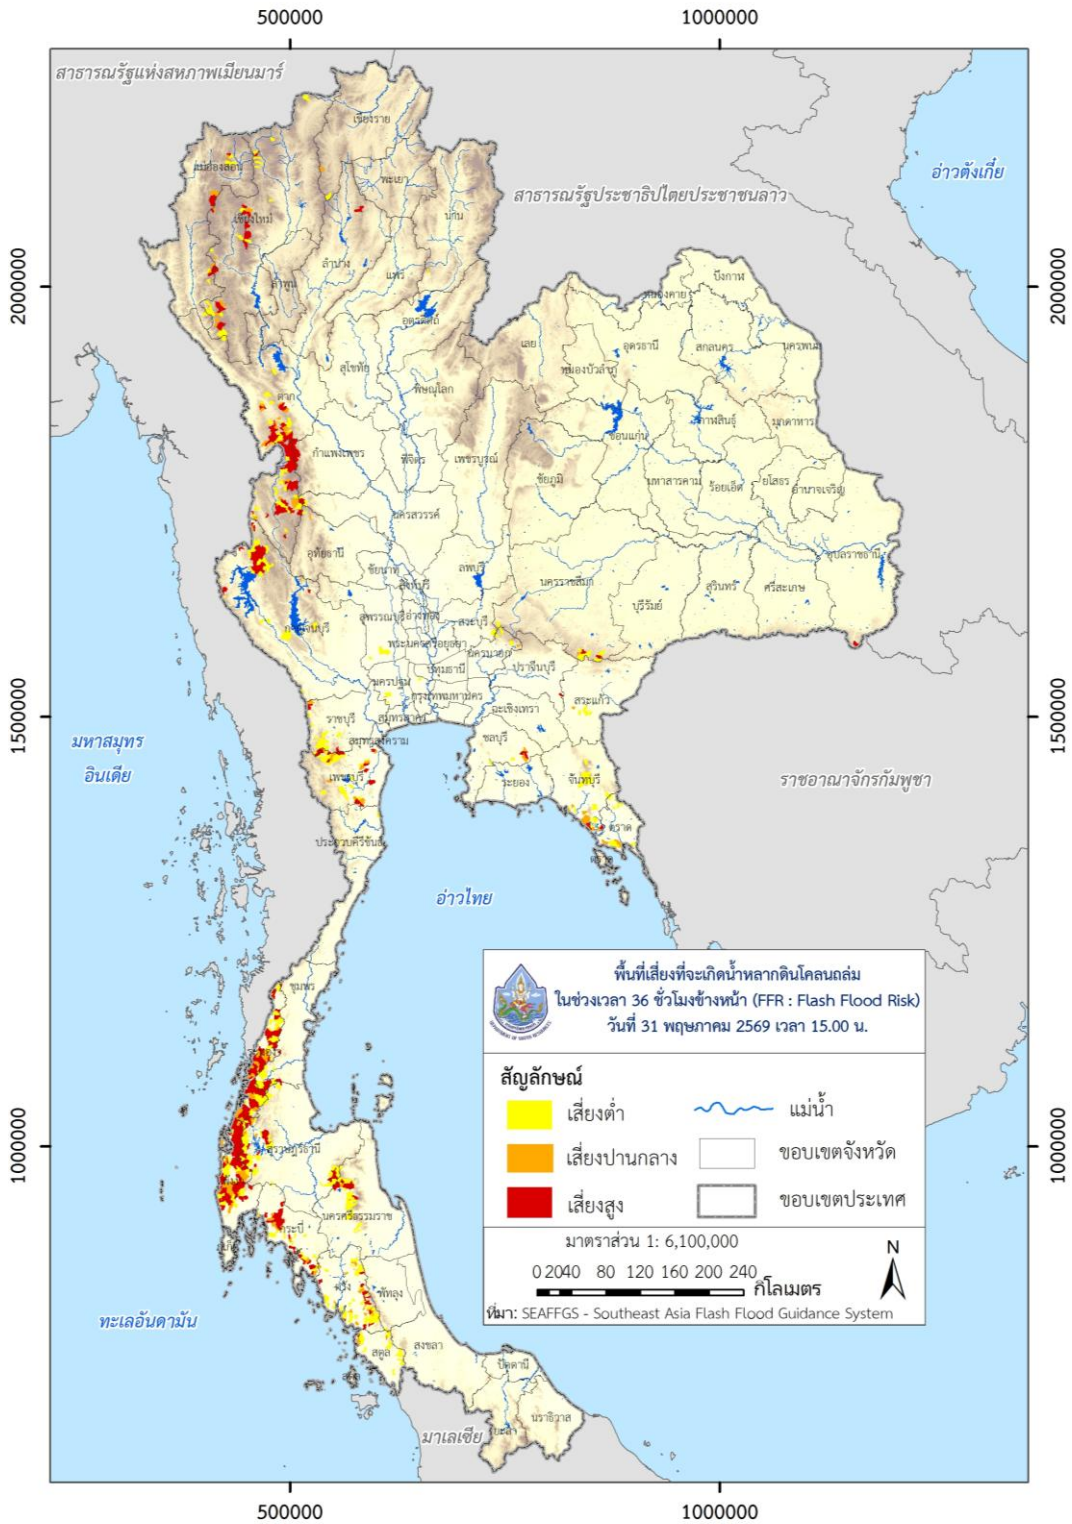 500000
1000000
สาธารณรัฐแห่งสหภาพเมียนมาร์
เชียงราย
อ่าวตังเกี๋ย
แม่ฮ่องสอน
พะเยา
สาธารณรัฐประชาธิปไตยประชาชนลาว
น่าน
เชียงใหม่
ลำปาง
แพร่
ลำพูน
บึงกาฬ
2000000
2000000
หนองคาย
อุตรดิตถ์
เลย
อุดรธานี
สกลนคร
นครพนม
สุโขทัย
หนองบัวลำภู
พิษณุโลก
ตาก
กาฬสินธุ์
มุกดาหาร
ขอนแก่น
กำแพงเพชร
พิจิตร
เพชรบูรณ์
ชัยภูมิ
มหาสารคาม
ร้อยเอ็ด
ยโสธร
อำนาจเจริญ
นครสวรรค์
อุทัยธานี
อุบลราชธานี
ชัยนาท
ลพบุรี
สิงห์บุรี
นครราชสีมา
บุรีรัมย์
สุรินทร์
ศรีสะเกษ
สุพรรณบุรี
อ่างทอง
สระบุรี
กาญจนบุรี
พระนครศรีอยุธยา
นครนายก
ปทุมธานี
ปราจีนบุรี
นครปฐม
กรุงเทพมหานคร
สระแก้ว
ฉะเชิงเทรา
1500000
1500000
ราชบุรี
สมุทรสาคร
สมุทรสงคราม
ชลบุรี
มหาสมุทร
อินเดีย
เพชรบุรี
ระยอง
จันทบุรี
ราชอาณาจักรกัมพูชา
ตราด
ประจวบคีรีขันธ์
ตราด
อ่าวไทย
ชุมพร
พื้นที่เสี่ยงที่จะเกิดน้ำหลากดินโคลนถล่ม
ในช่วงเวลา 36 ชั่วโมงข้างหน้า (FFR : Flash Flood Risk)
วันที่ 31 พฤษภาคม 2569 เวลา 15.00 น.
สัญลักษณ์
เสี่ยงต่ำ
แม่น้ำ
เสี่ยงปานกลาง
ขอบเขตจังหวัด
เสี่ยงสูง
ขอบเขตประเทศ
มาตราส่วน 1: 6,100,000
N
0 2040 80 120 160 200 240
กิโลเมตร
ที่มา: SEAFFGS - Southeast Asia Flash Flood Guidance System
1000000
1000000
สุราษฎร์ธานี
นครศรีธรรมราช
กระบี่
ภูเก็ต
ตรัง
พัทลุง
ทะเลอันดามัน
สตูล
สงขลา
สตูล
ปัตตานี
นราธิวาส
ยะลา
มาเลเซีย
500000
1000000